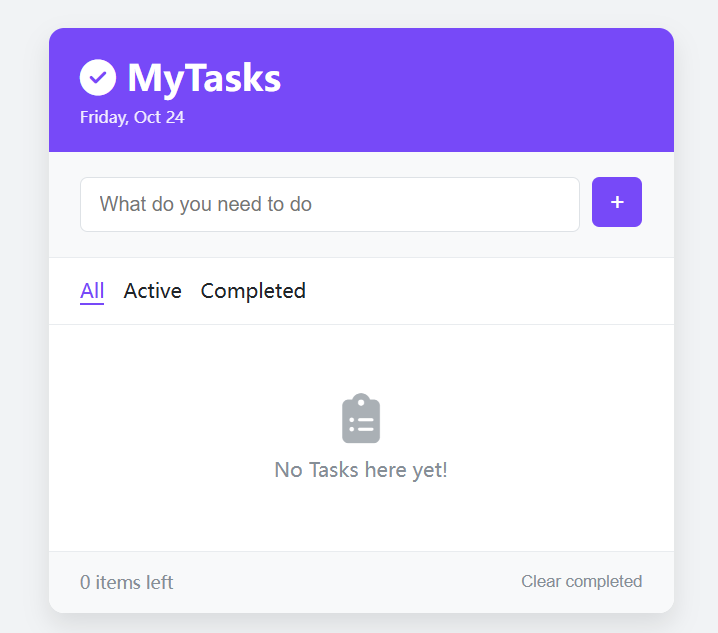 MyTasks
Friday, Oct 24
What do you need to do
+
All Active Completed
No Tasks here yet!
0 items left Clear completed